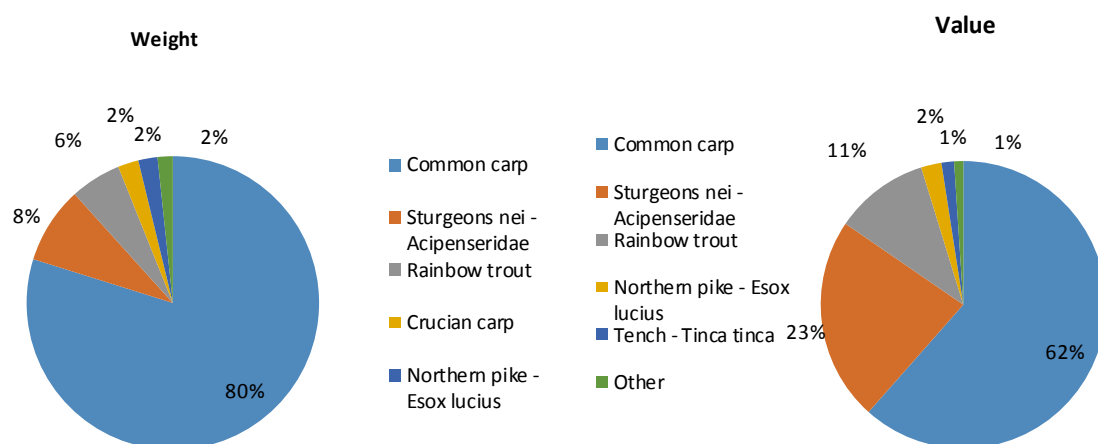 Weight
2%
2%
2%
6%
8%
80%
Common carp
Sturgeons nei -
Acipenseridae
Rainbow trout
Crucian carp
Northern pike -
Esox lucius
Value
2%
1%
1%
11%
23%
62%
Common carp
Sturgeons nei -
Acipenseridae
Rainbow trout
Northern pike - Esox
lucius
Tench - Tinca tinca
Other